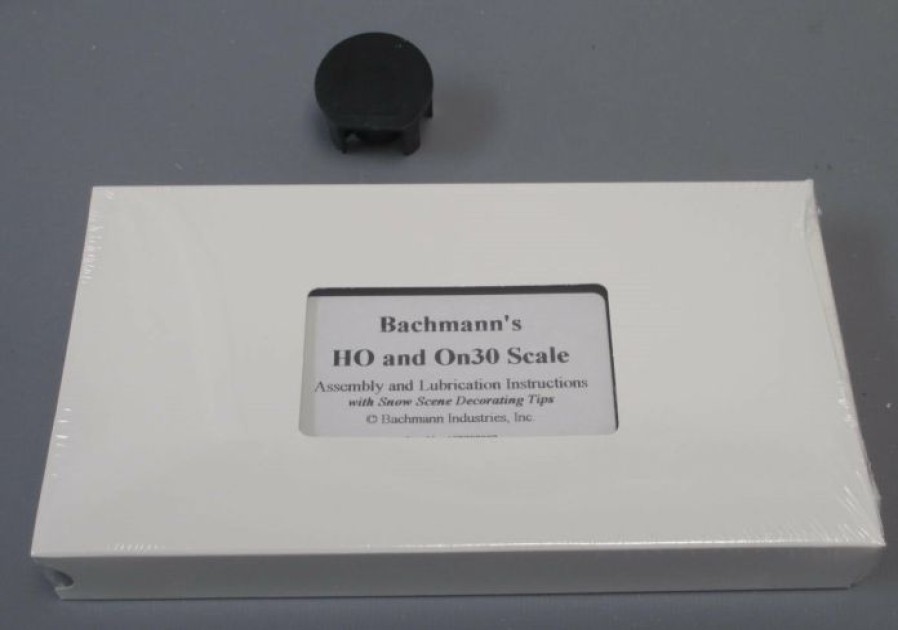 Bachmann's
HO and On30 Scale
Assembly and Lubrication Instructions
with Snow Scene Decorating Tips
© Bachmann Industries, Inc.